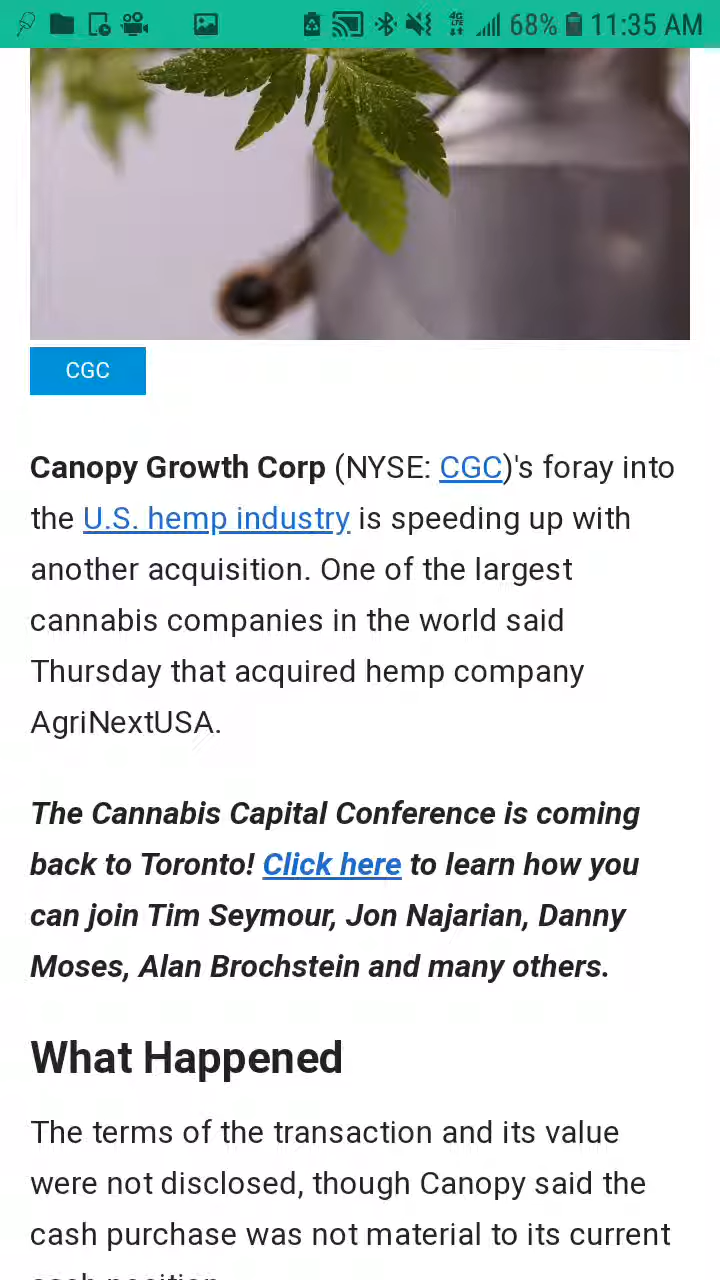 68% 11:35 AM
CGC
Canopy Growth Corp (NYSE: CGC)'s foray into
the U.S. hemp industry is speeding up with
another acquisition. One of the largest
cannabis companies in the world said
Thursday that acquired hemp company
AgriNextUSA.
The Cannabis Capital Conference is coming
back to Toronto! Click here to learn how you
can join Tim Seymour, Jon Najarian, Danny
Moses, Alan Brochstein and many others.
What Happened
The terms of the transaction and its value
were not disclosed, though Canopy said the
cash purchase was not material to its current